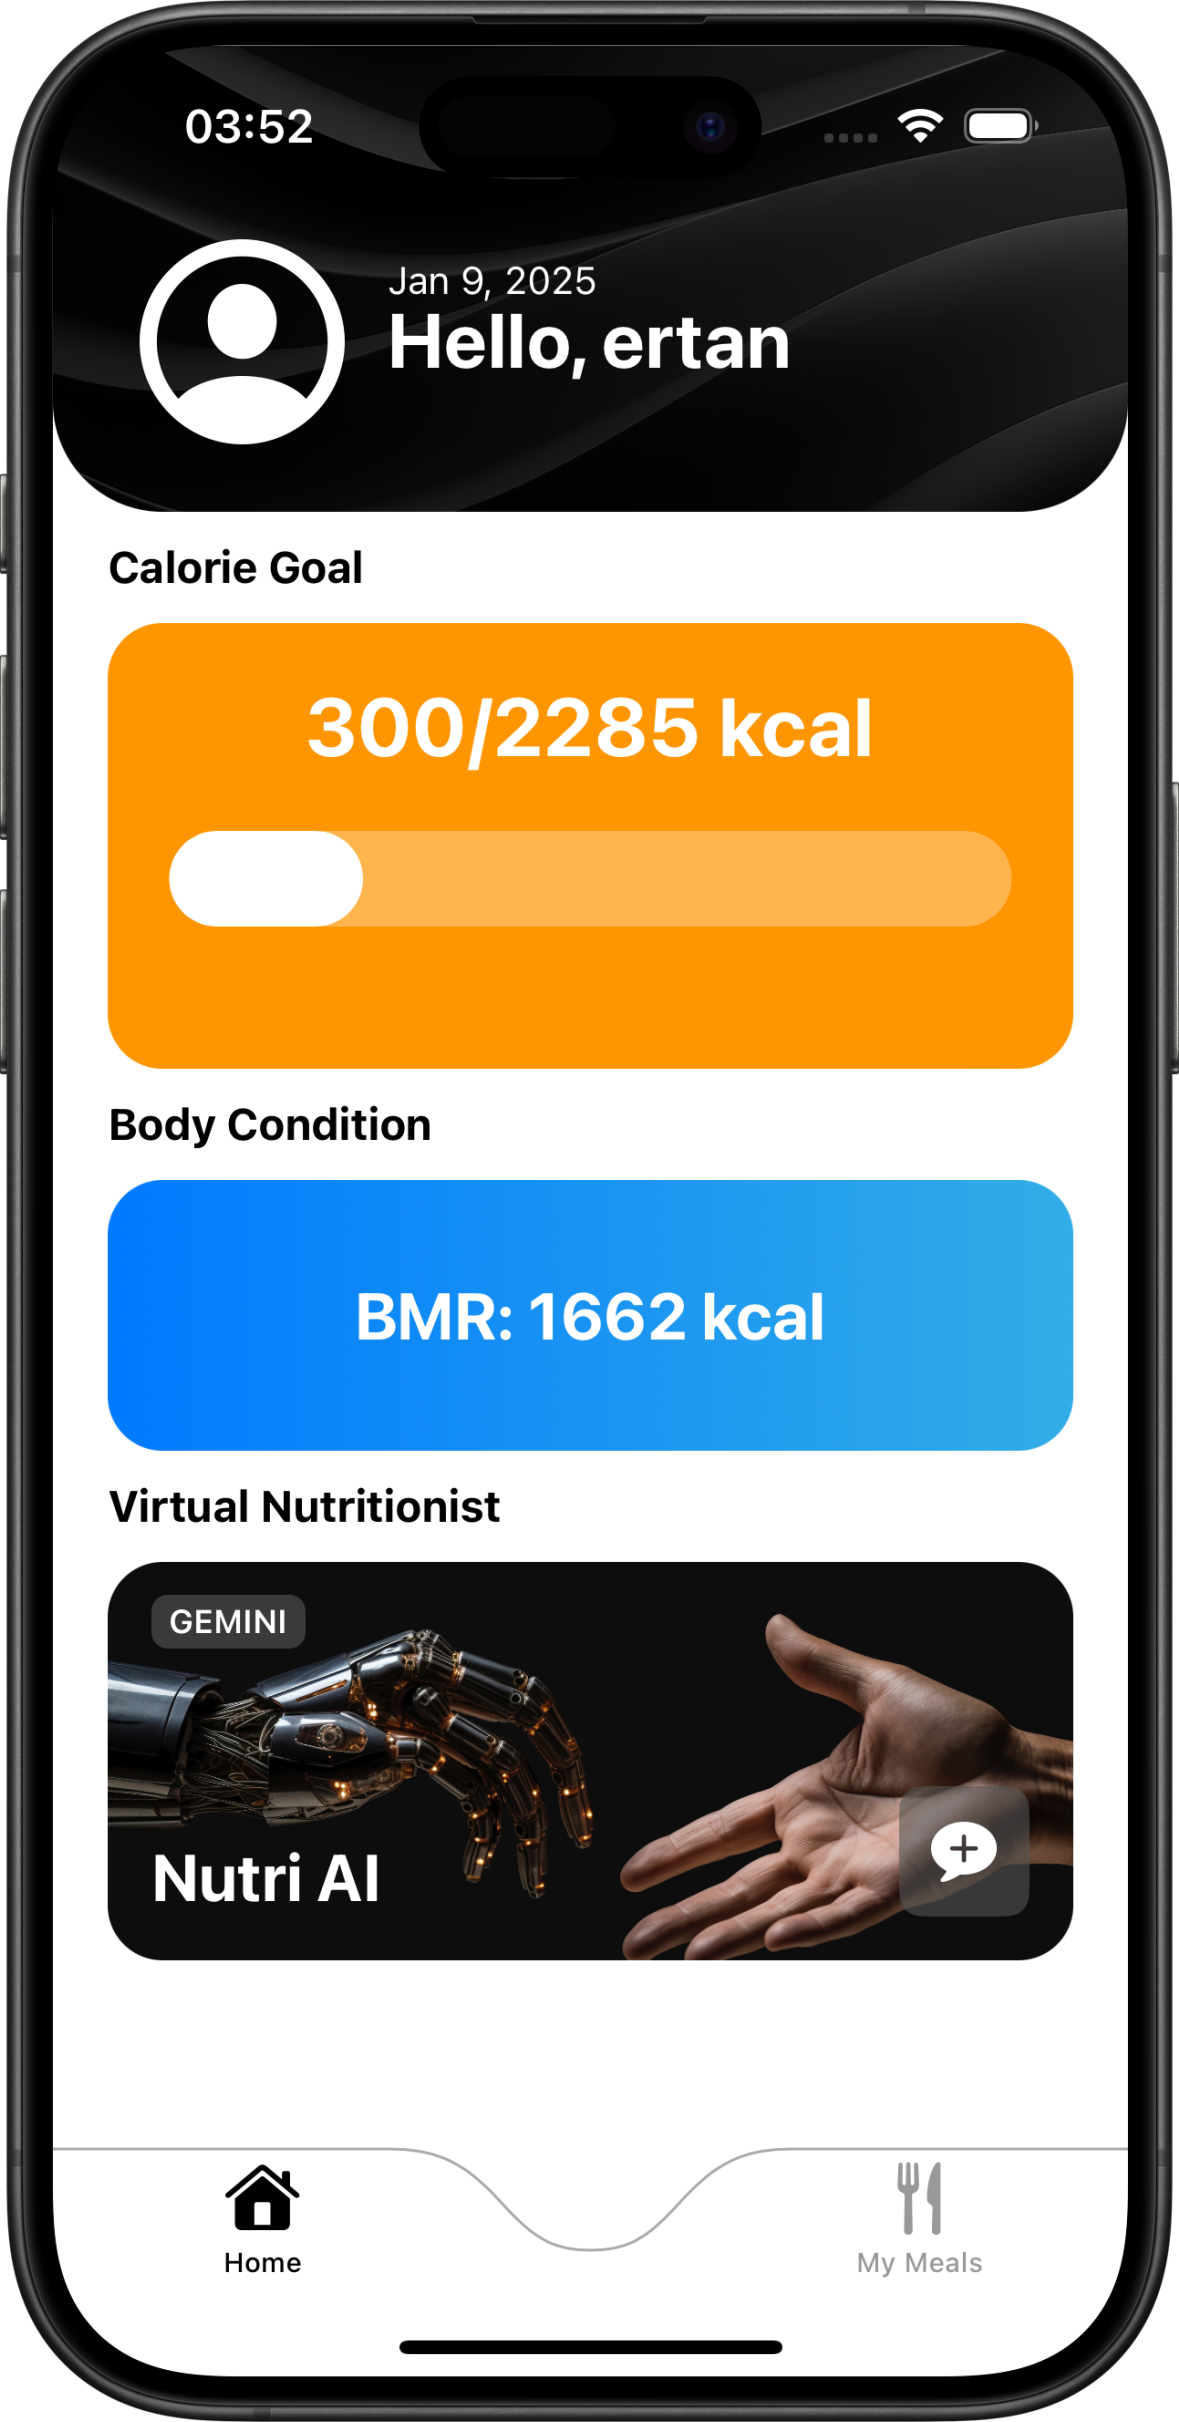 03:52
Jan 9, 2025
Hello, ertan
Calorie Goal
300/2285 kcal
Body Condition
BMR: 1662 kcal
Virtual Nutritionist
GEMINI
Nutri AI
Home
My Meals